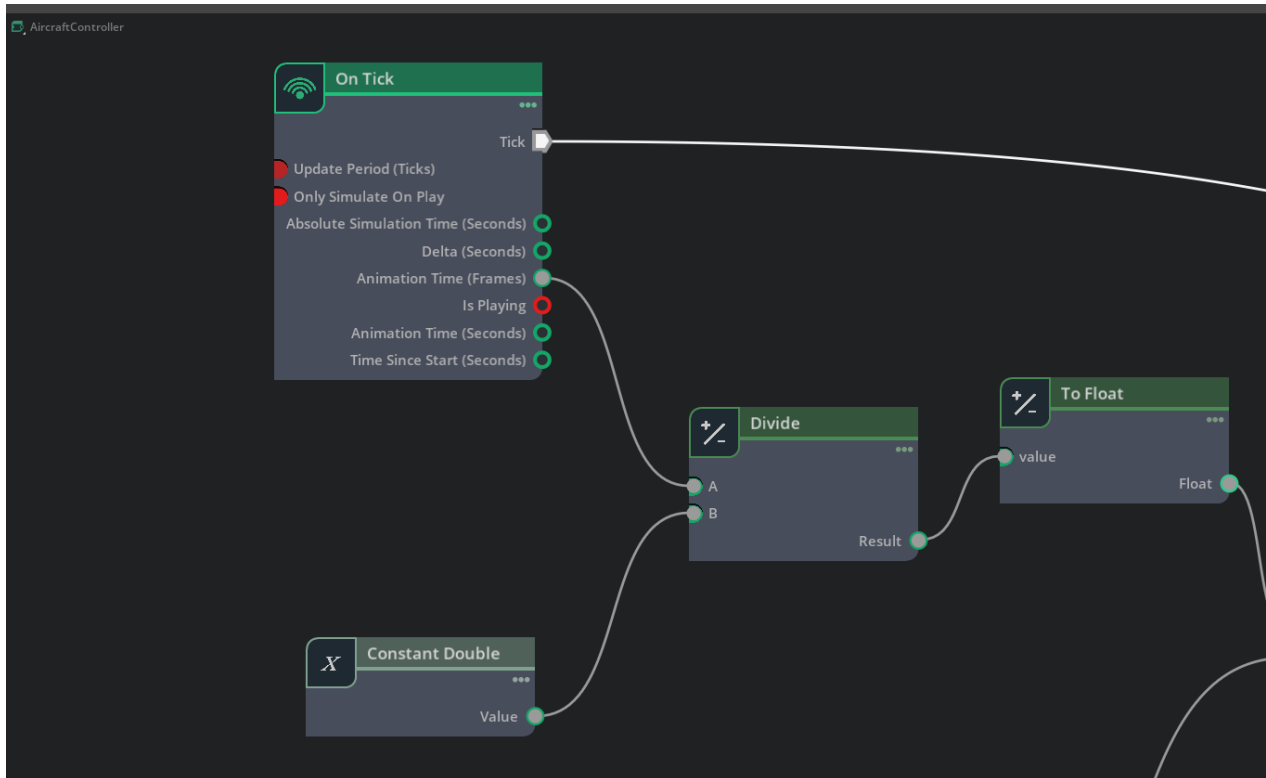 AircraftController
On Tick
Tick
Update Period (Ticks)
Only Simulate On Play
Absolute Simulation Time (Seconds)
Delta (Seconds)
Animation Time (Frames)
Is Playing
Animation Time (Seconds)
Time Since Start (Seconds)
Divide
A
B
Result
To Float
value
Float
X
Constant Double
Value